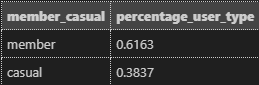 member_casual percentage_user_type
member 0.6163
casual 0.3837